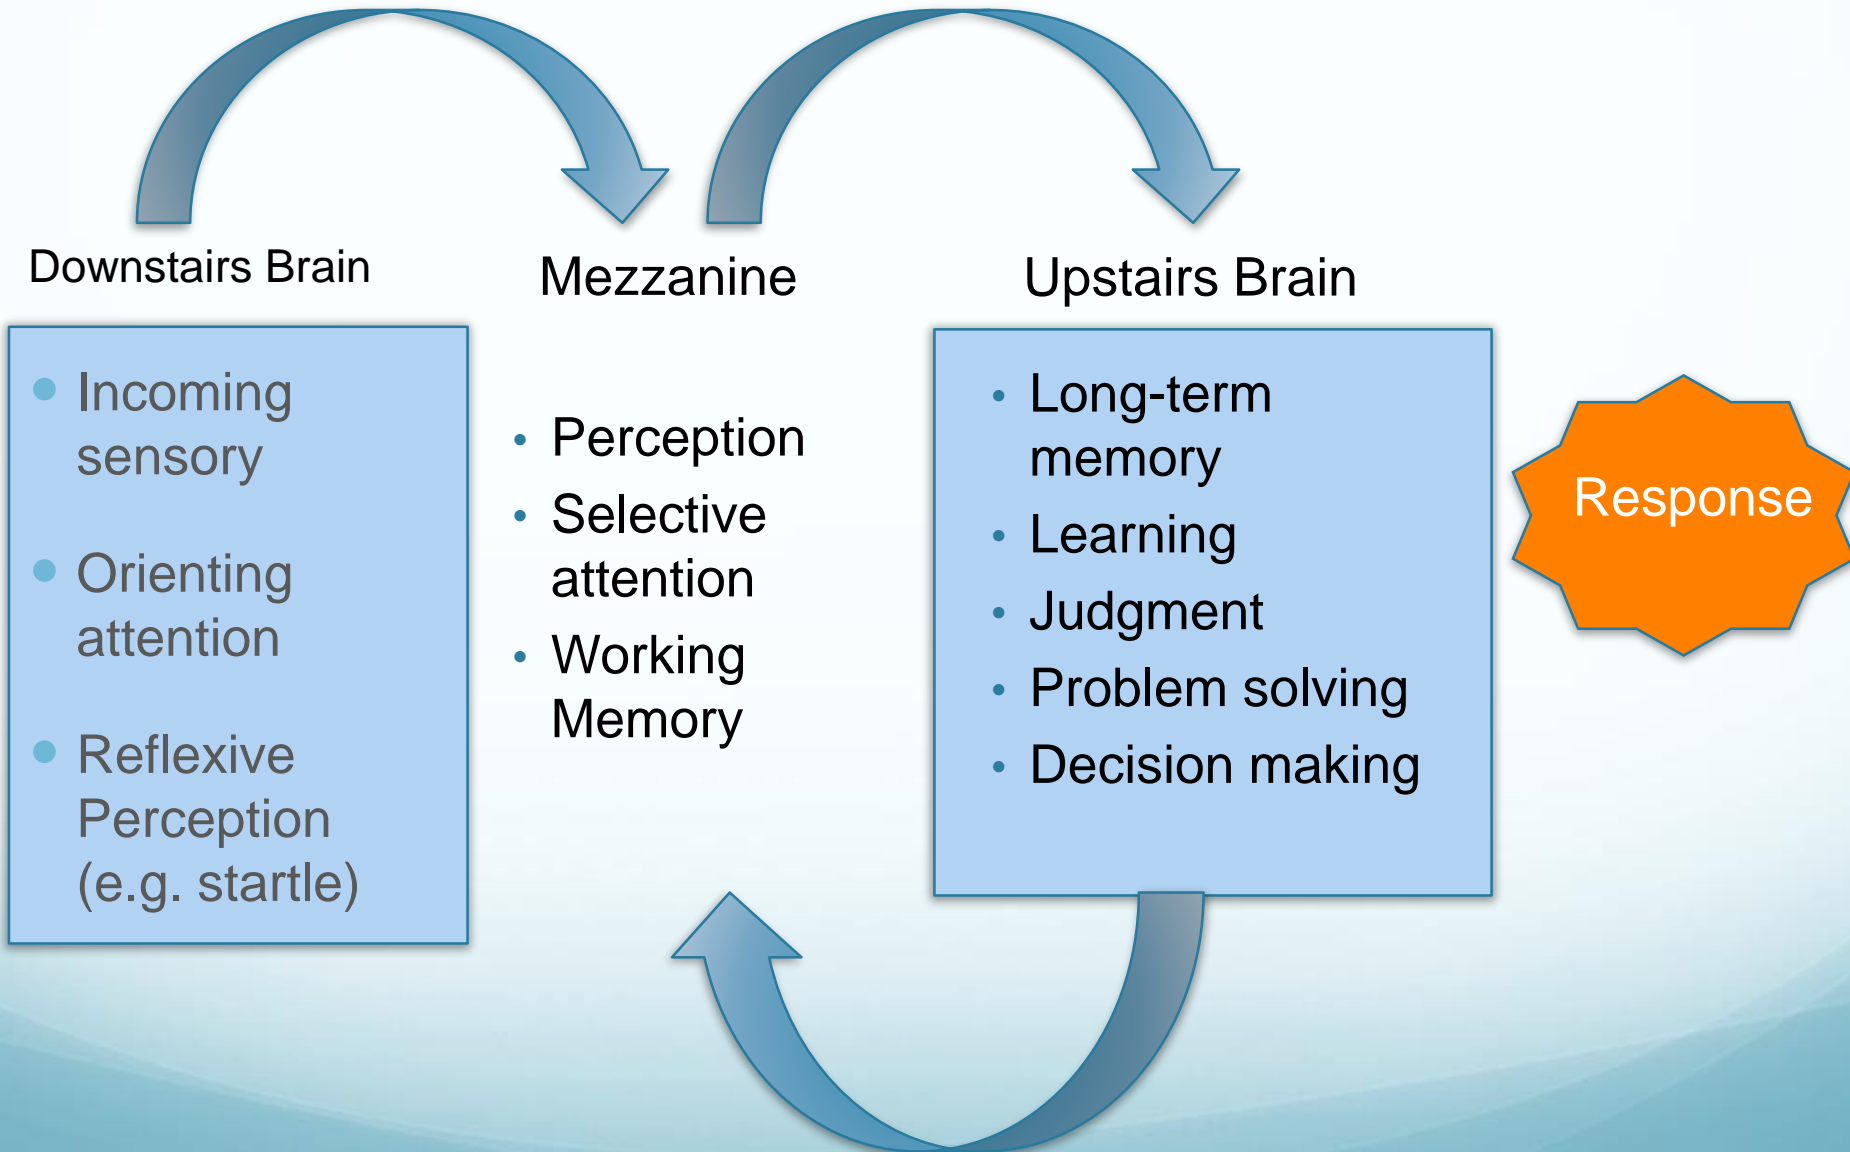 Downstairs Brain
Incoming
sensory
Orienting
attention
Reflexive
Perception
(e.g. startle)
Mezzanine
Perception
Selective
attention
Working
Memory
Upstairs Brain
Long-term
memory
Learning
Judgment
Problem solving
Decision making
Response